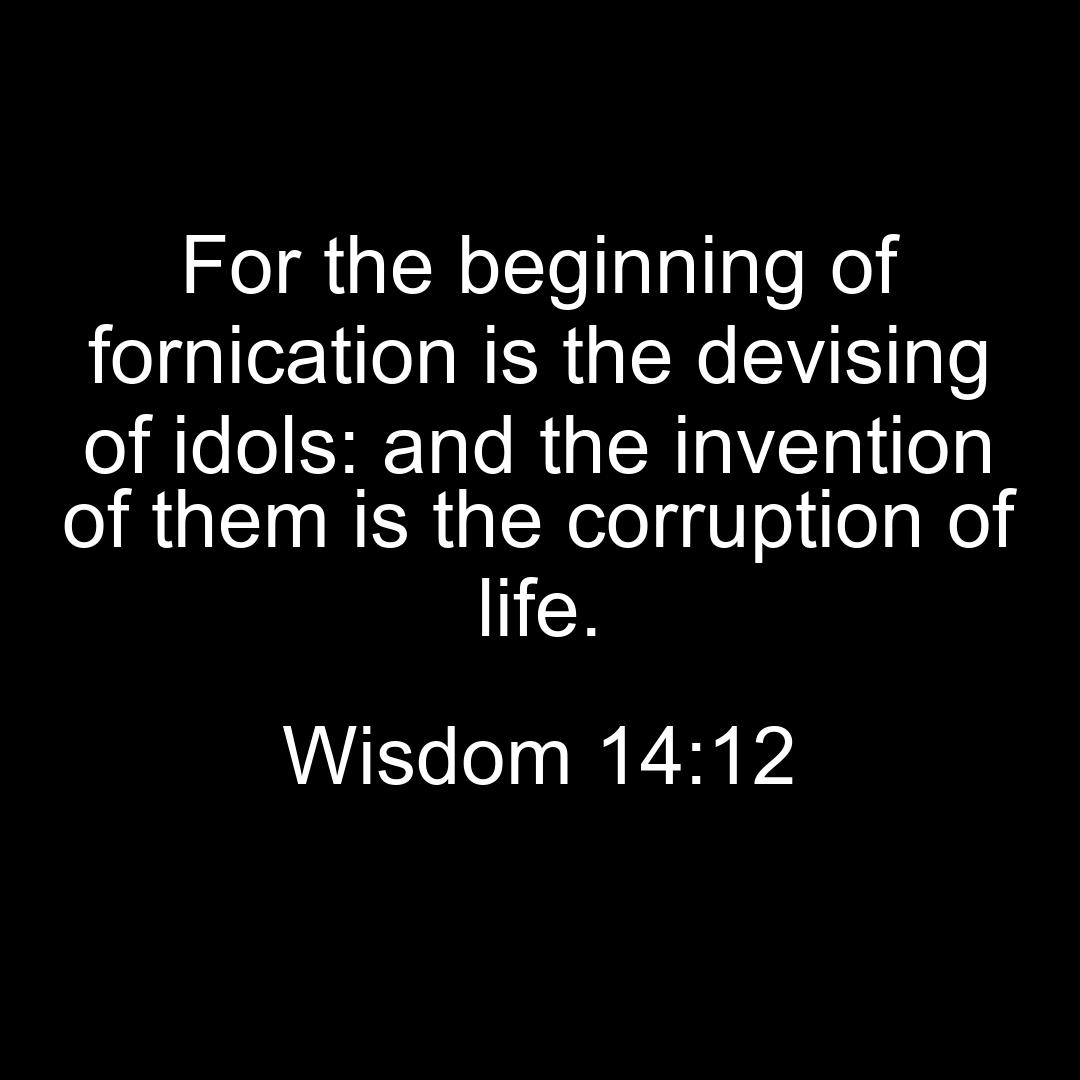 For the beginning of
fornication is the devising
of idols: and the invention
of them is the corruption of
life.
Wisdom 14:12